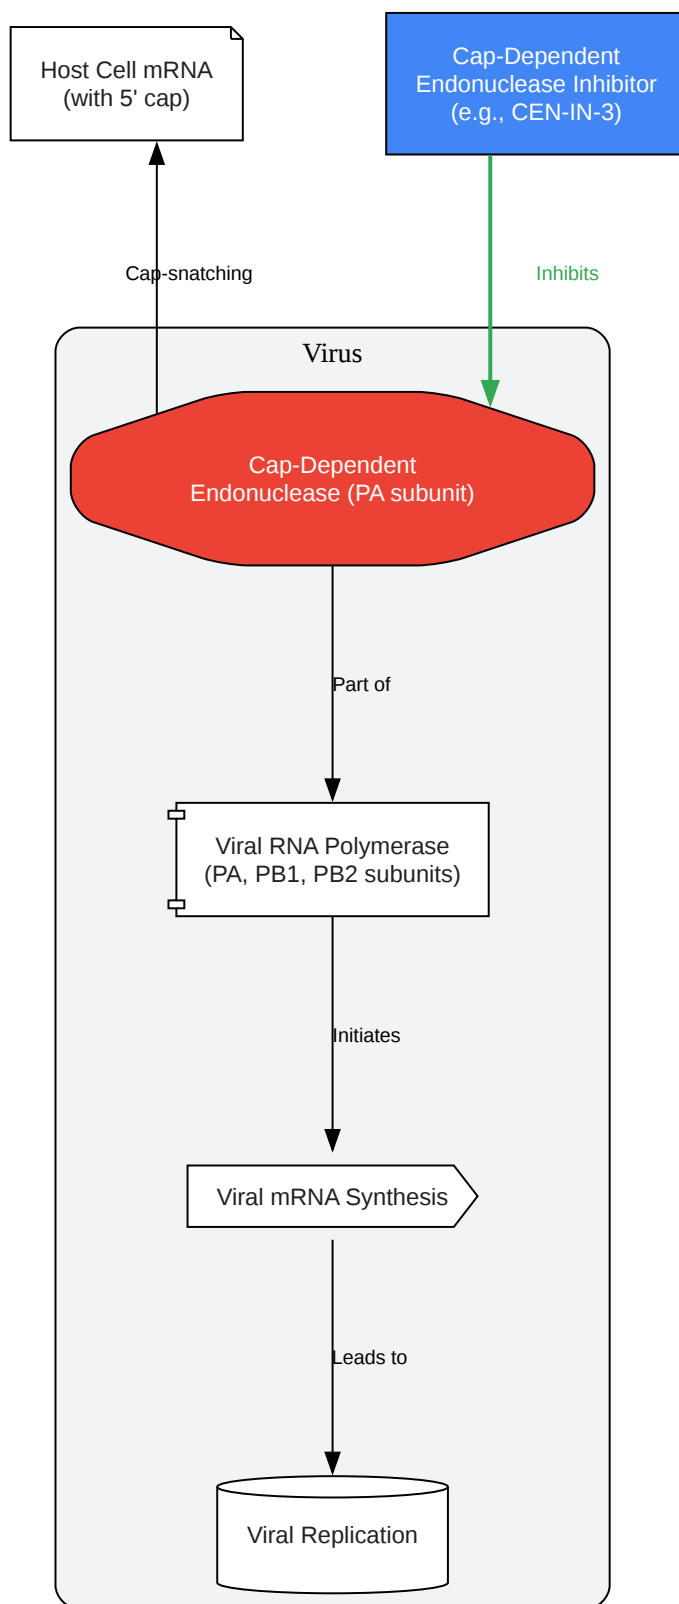 Host Cell mRNA
(with 5' cap)
Cap-Dependent
Endonuclease Inhibitor
(e.g., CEN-IN-3)
Cap-snatching
Inhibits
Virus
Cap-Dependent
Endonuclease (PA subunit)
Part of
Viral RNA Polymerase
(PA, PB1, PB2 subunits)
Initiates
Viral mRNA Synthesis
Leads to
Viral Replication